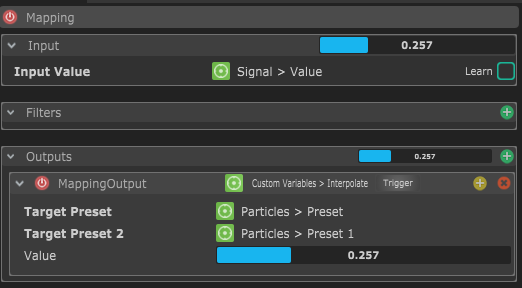 Mapping
Input 0.257
Input Value Signal > Value Learn
Filters
Outputs 0.257
MappingOutput Custom Variables > Interpolate Trigger
Target Preset Particles > Preset
Target Preset 2 Particles > Preset 1
Value 0.257